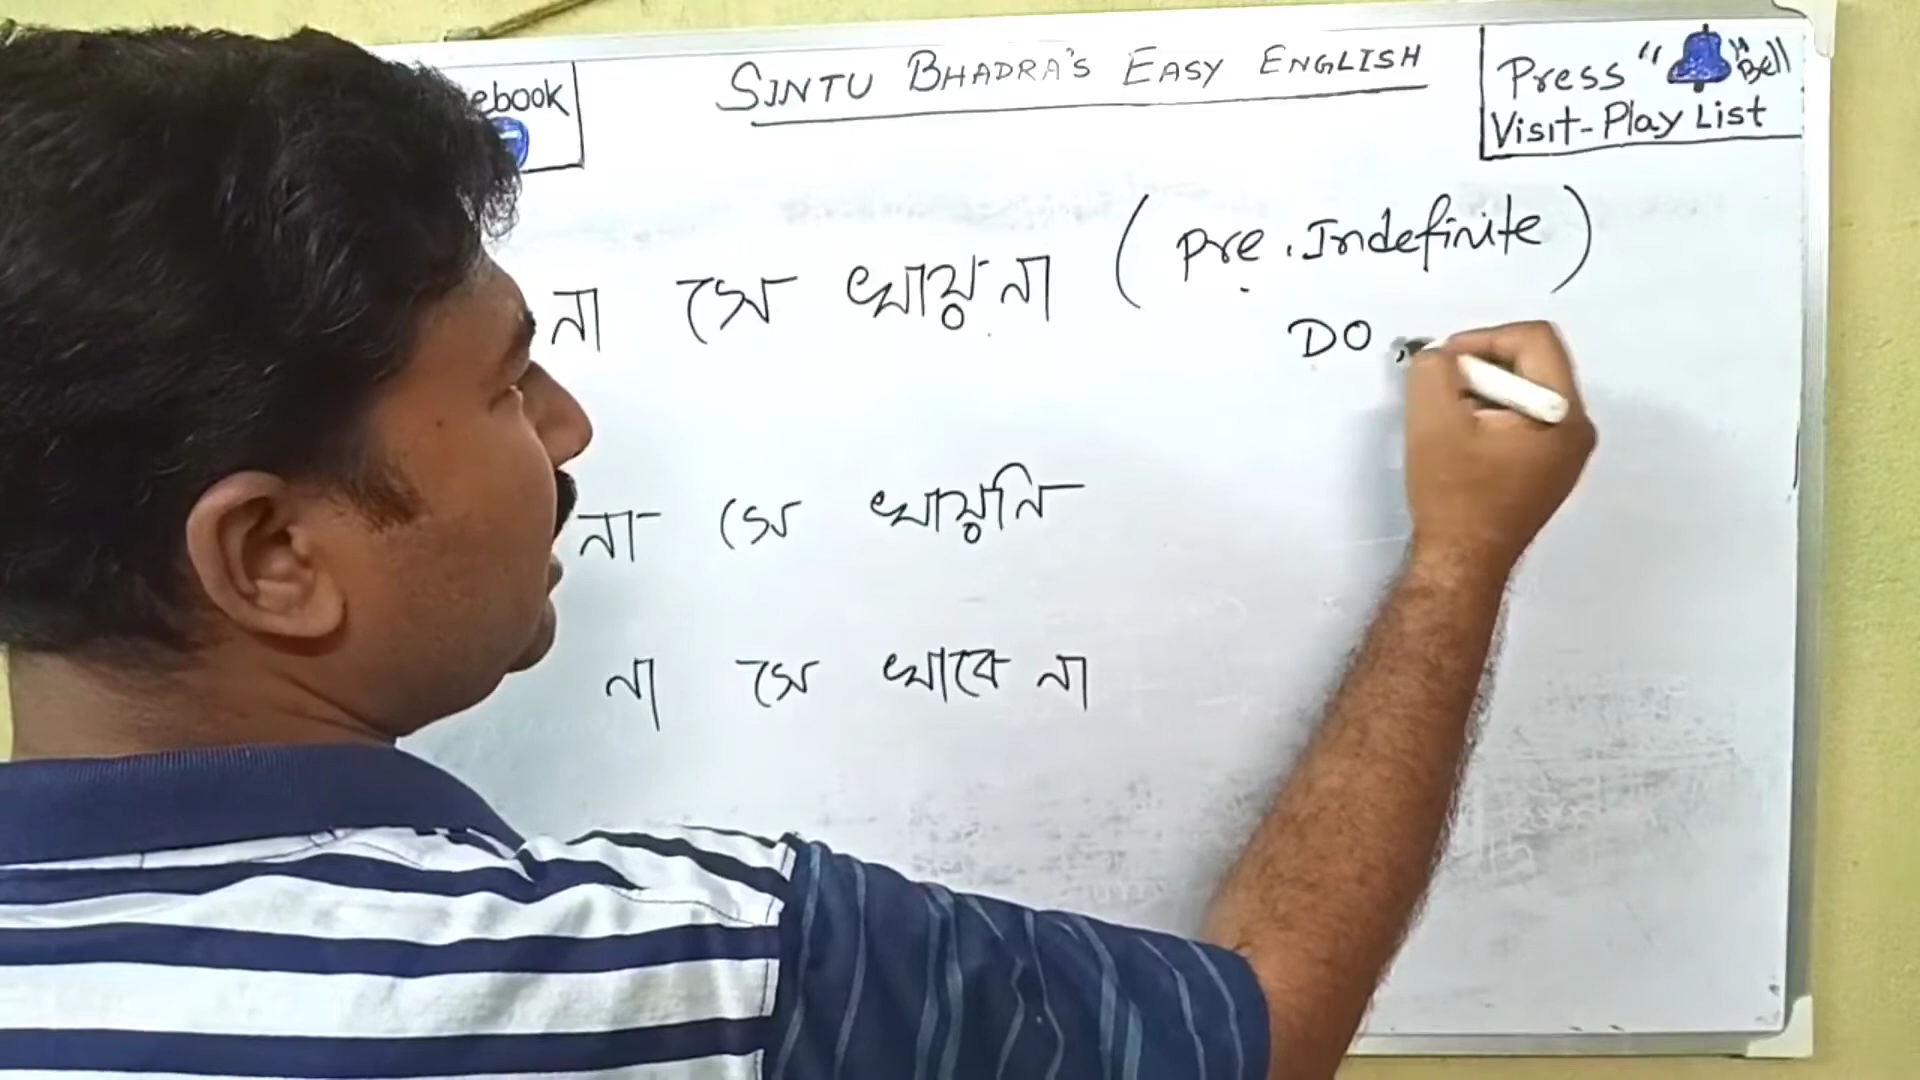 ebook
SINTU BHADRA'S EASY ENGLISH
Press "🔔" Bell
Visit-Play List
না সে খায় না (Pre. Indefinite)
DO,
না সে খায়নি
না সে খাবে না